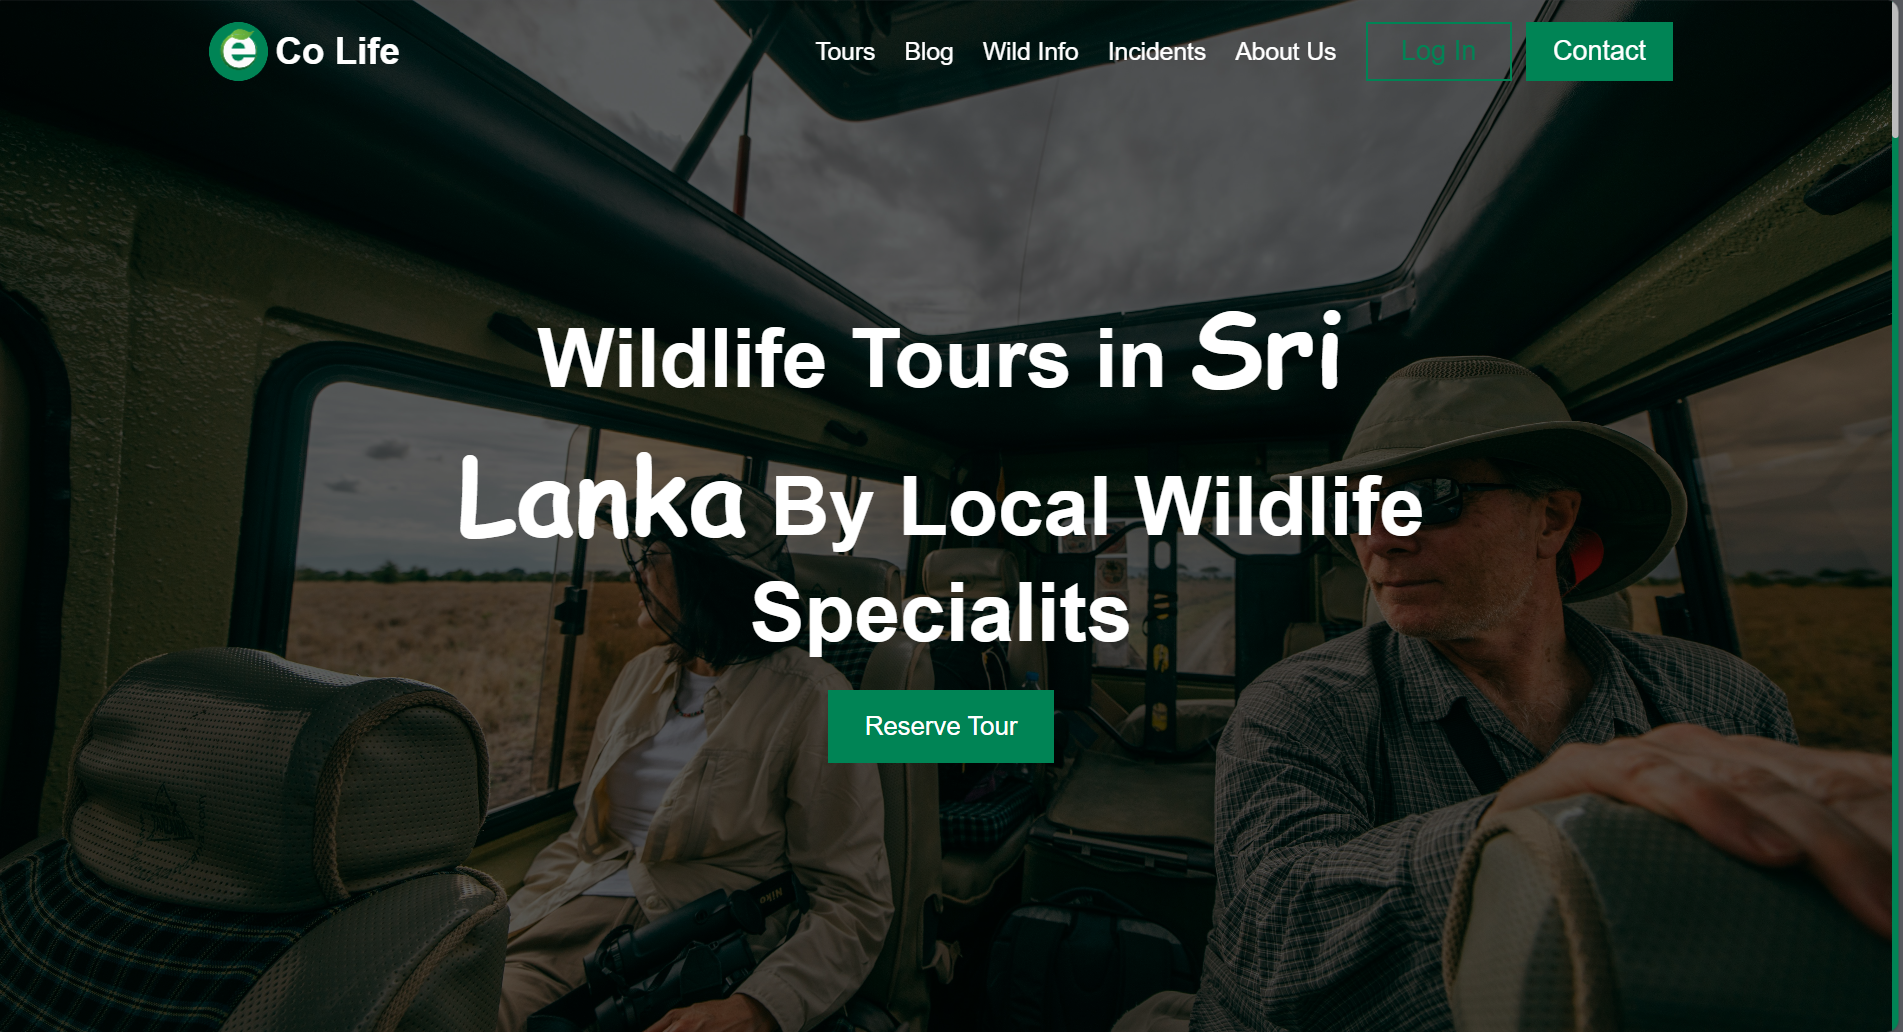 e Co Life
Tours Blog Wild Info Incidents About Us Log In Contact
Wildlife Tours in Sri
Lanka By Local Wildlife
Specialits
Reserve Tour
Nikon